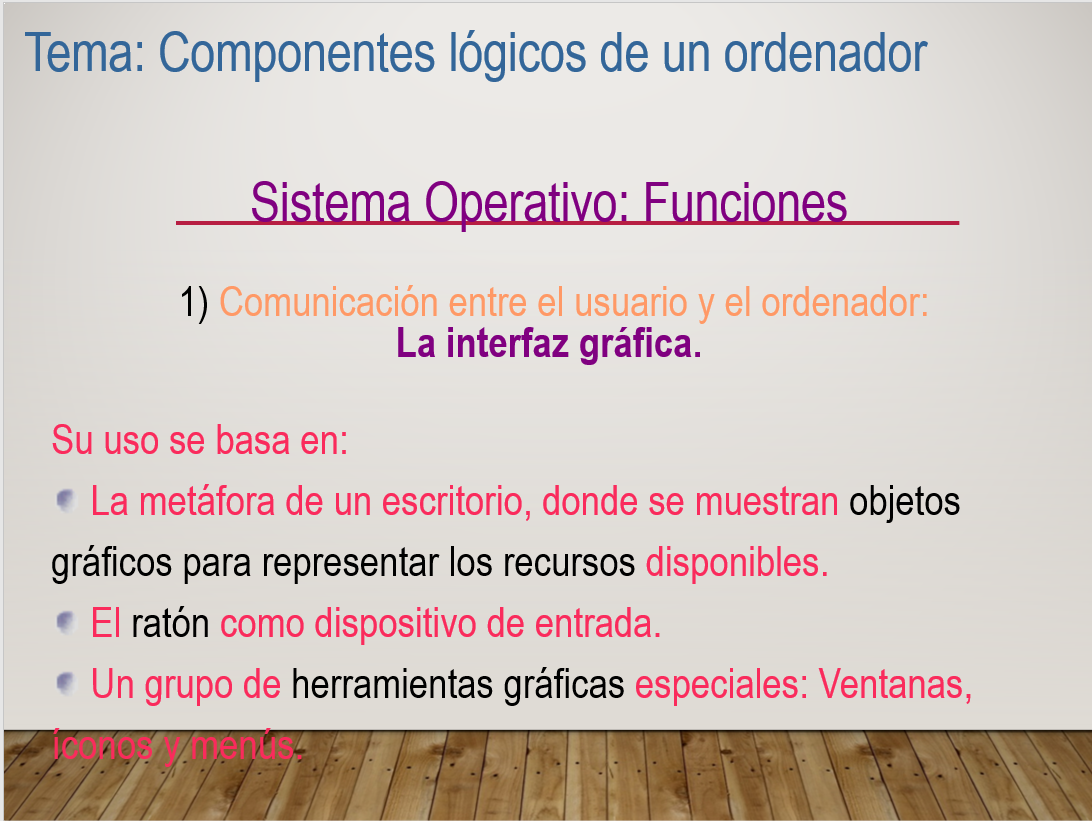 Tema: Componentes lógicos de un ordenador
Sistema Operativo: Funciones
1) Comunicación entre el usuario y el ordenador:
La interfaz gráfica.
Su uso se basa en:
La metáfora de un escritorio, donde se muestran objetos
gráficos para representar los recursos disponibles.
El ratón como dispositivo de entrada.
Un grupo de herramientas gráficas especiales: Ventanas,
íconos y menús.